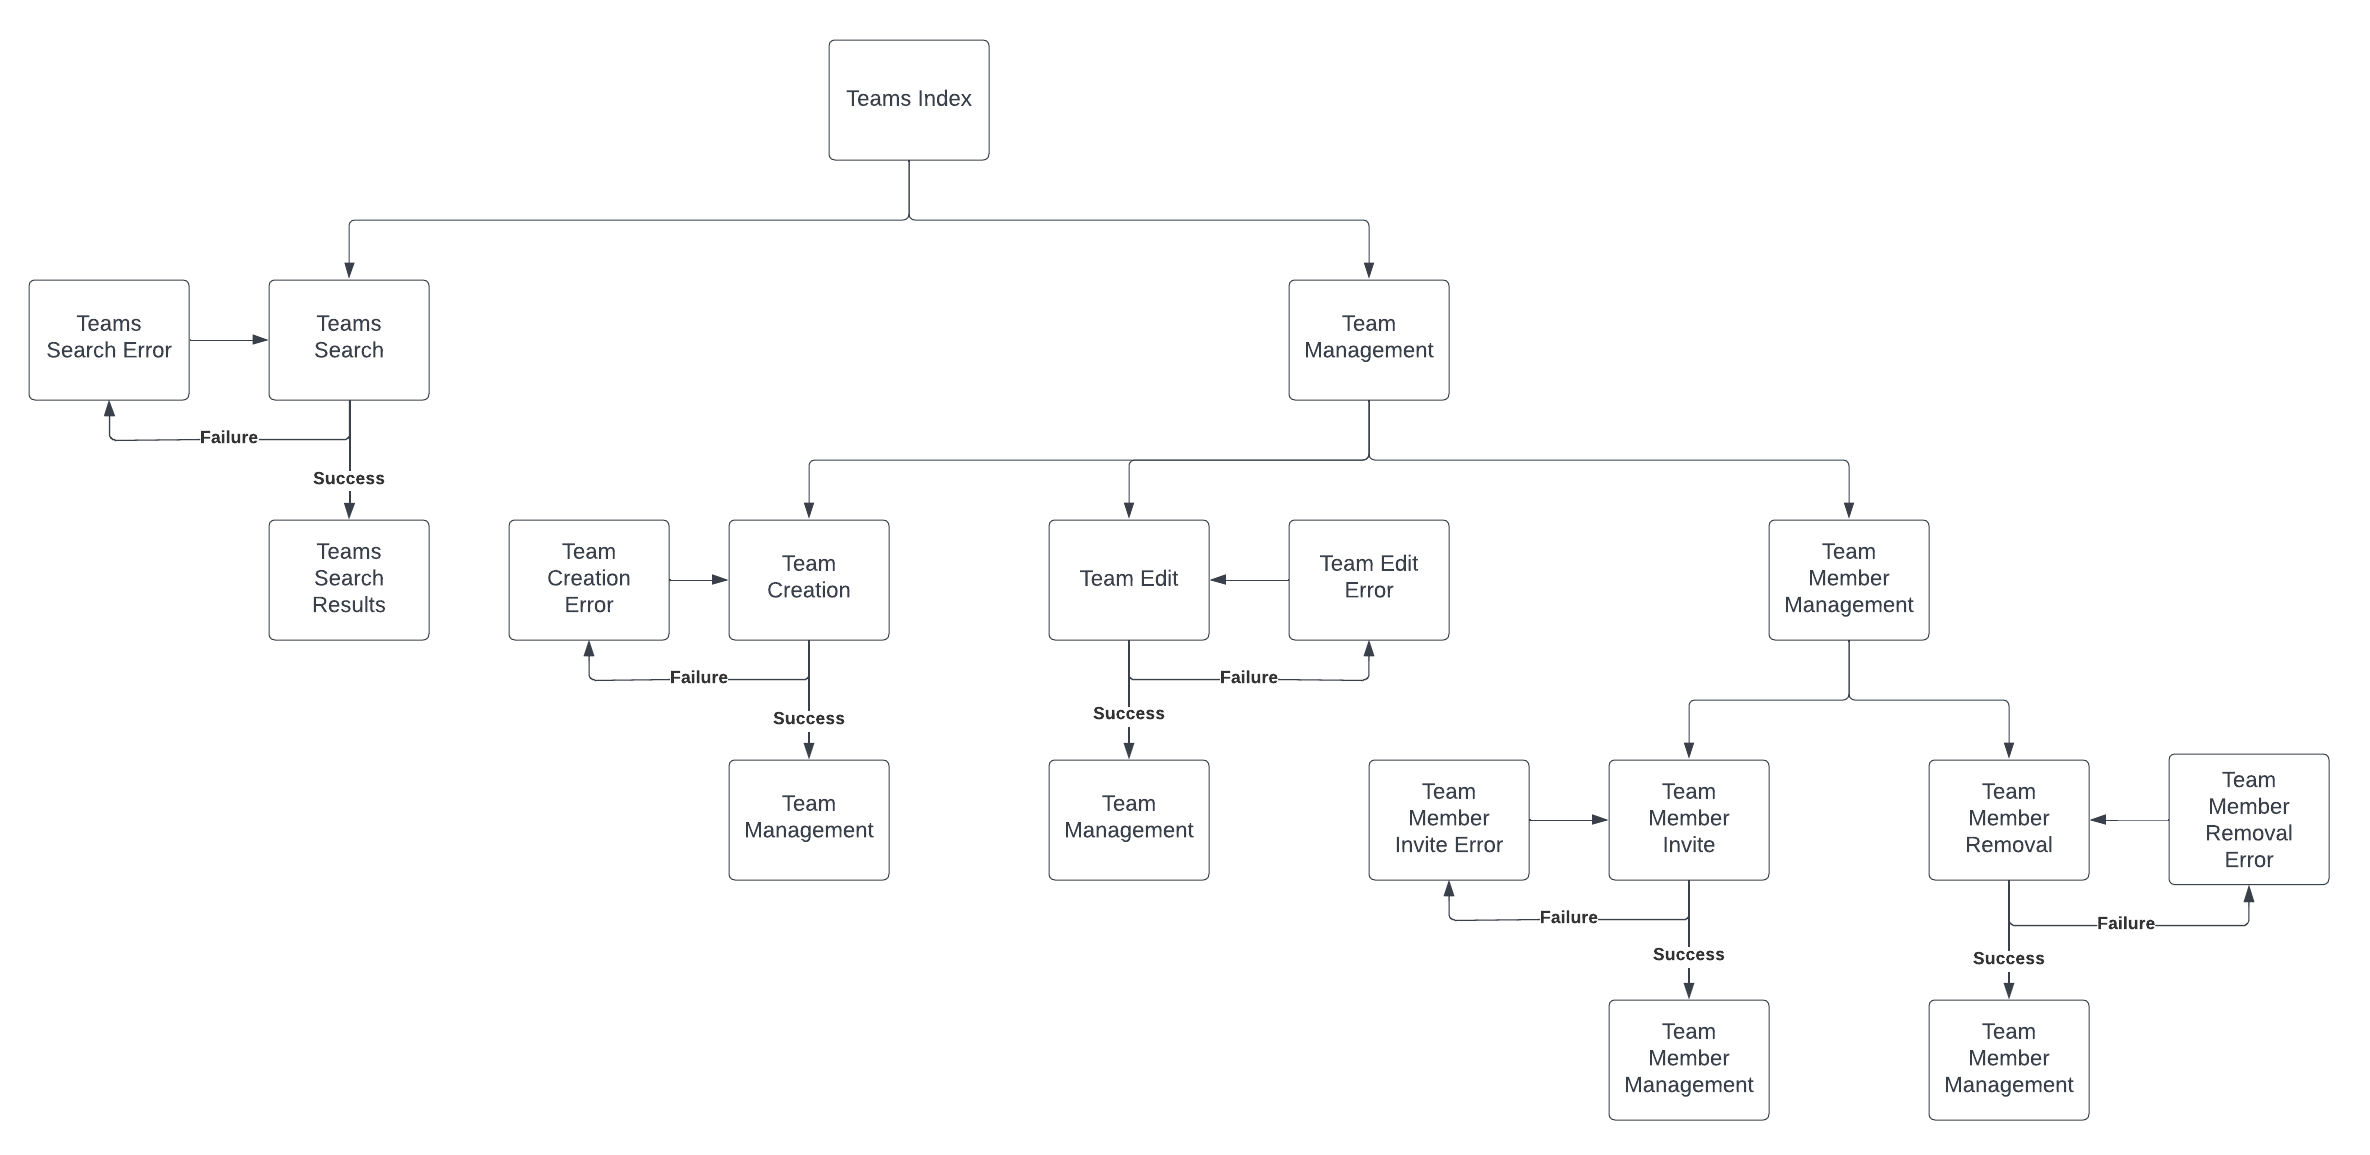 Teams Index
Teams
Search Error
Teams
Search
Team
Management
Failure
Success
Teams
Search
Results
Team
Creation
Error
Team
Creation
Team Edit
Team Edit
Error
Team
Member
Management
Failure
Success
Failure
Success
Team
Management
Team
Management
Team
Member
Invite Error
Team
Member
Invite
Team
Member
Removal
Team
Member
Removal
Error
Failure
Success
Failure
Success
Team
Member
Management
Team
Member
Management